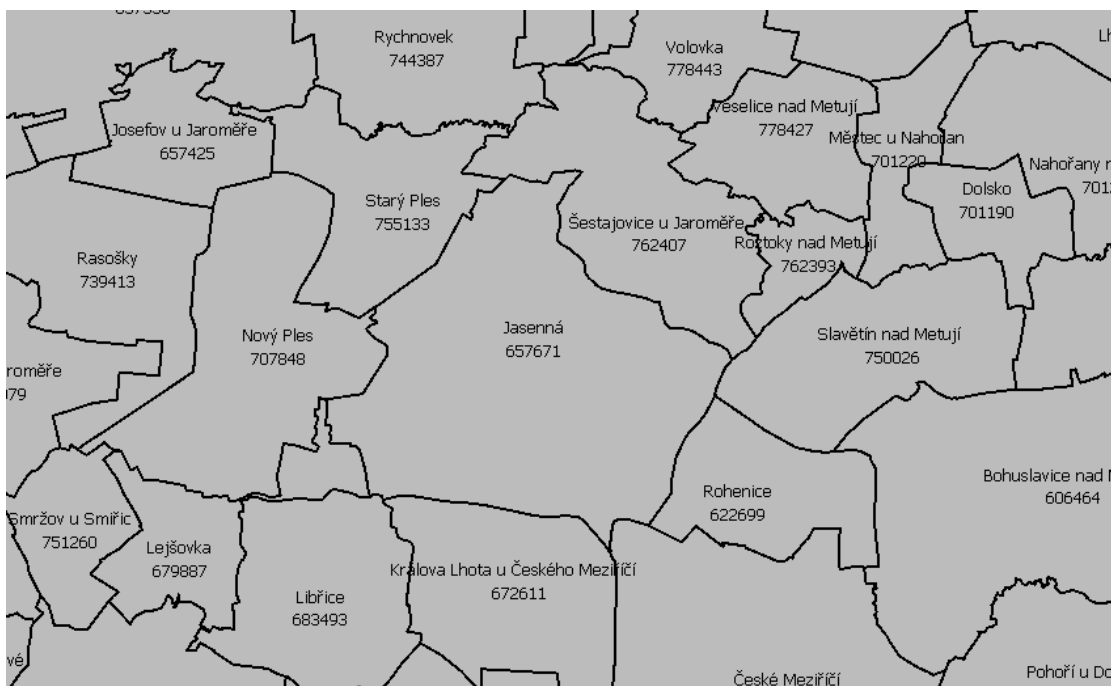 Rychnovek
744387
Volovka
778443
Veselice nad Metují
778427
Josefov u Jaroměře
657425
Městec u Nahořan
701220
Nahořany
Dolsko
701190
Starý Ples
755133
Šestajovice u Jaroměře
762407
Roztoky nad Metují
762393
Rasošky
739413
Nový Ples
707848
Jasenná
657671
Slavětín nad Metují
750026
Bohuslavice nad
606464
Rohenice
622699
Smržov u Smiřic
751260
Lejšovka
679887
Králova Lhota u Českého Meziříčí
672611
Libřice
683493
České Meziříčí
Pohoří u